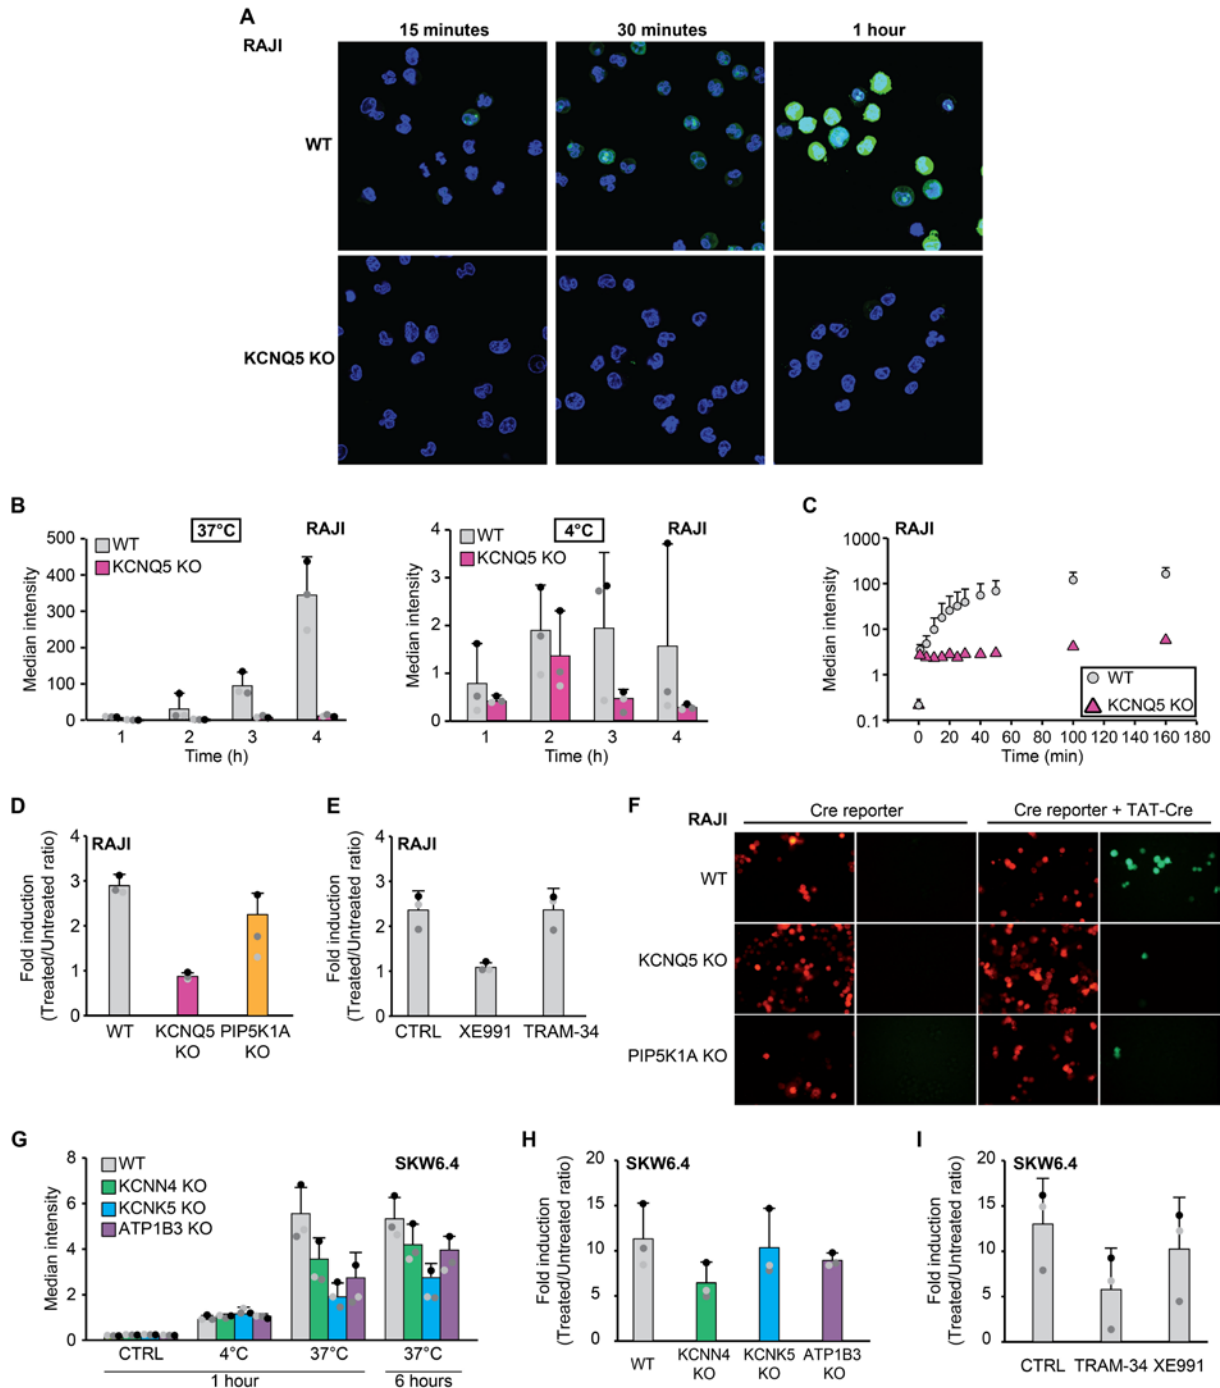 A
RAJI
15 minutes 30 minutes 1 hour
WT
KCNQ5 KO
B
37°C RAJI
WT
KCNQ5 KO
Median intensity
500
400
300
200
100
0
1 2 3 4
Time (h)
4°C RAJI
WT
KCNQ5 KO
Median intensity
4
3
2
1
0
1 2 3 4
Time (h)
C
RAJI
Median intensity
1000
100
10
1
0.1
WT
KCNQ5 KO
0 20 40 60 80 100 120 140 160 180
Time (min)
D
RAJI
Fold induction
(Treated/Untreated ratio)
4
3
2
1
0
WT KCNQ5 KO PIP5K1A KO
E
RAJI
Fold induction
(Treated/Untreated ratio)
4
3
2
1
0
CTRL XE991 TRAM-34
F
RAJI
Cre reporter Cre reporter + TAT-Cre
WT
KCNQ5 KO
PIP5K1A KO
G
SKW6.4
WT
KCNN4 KO
KCNK5 KO
ATP1B3 KO
Median intensity
8
6
4
2
0
CTRL 4°C 37°C 37°C
1 hour 6 hours
H
SKW6.4
Fold induction
(Treated/Untreated ratio)
20
15
10
5
0
WT KCNN4 KO KCNK5 KO ATP1B3 KO
I
SKW6.4
Fold induction
(Treated/Untreated ratio)
20
15
10
5
0
CTRL TRAM-34 XE991